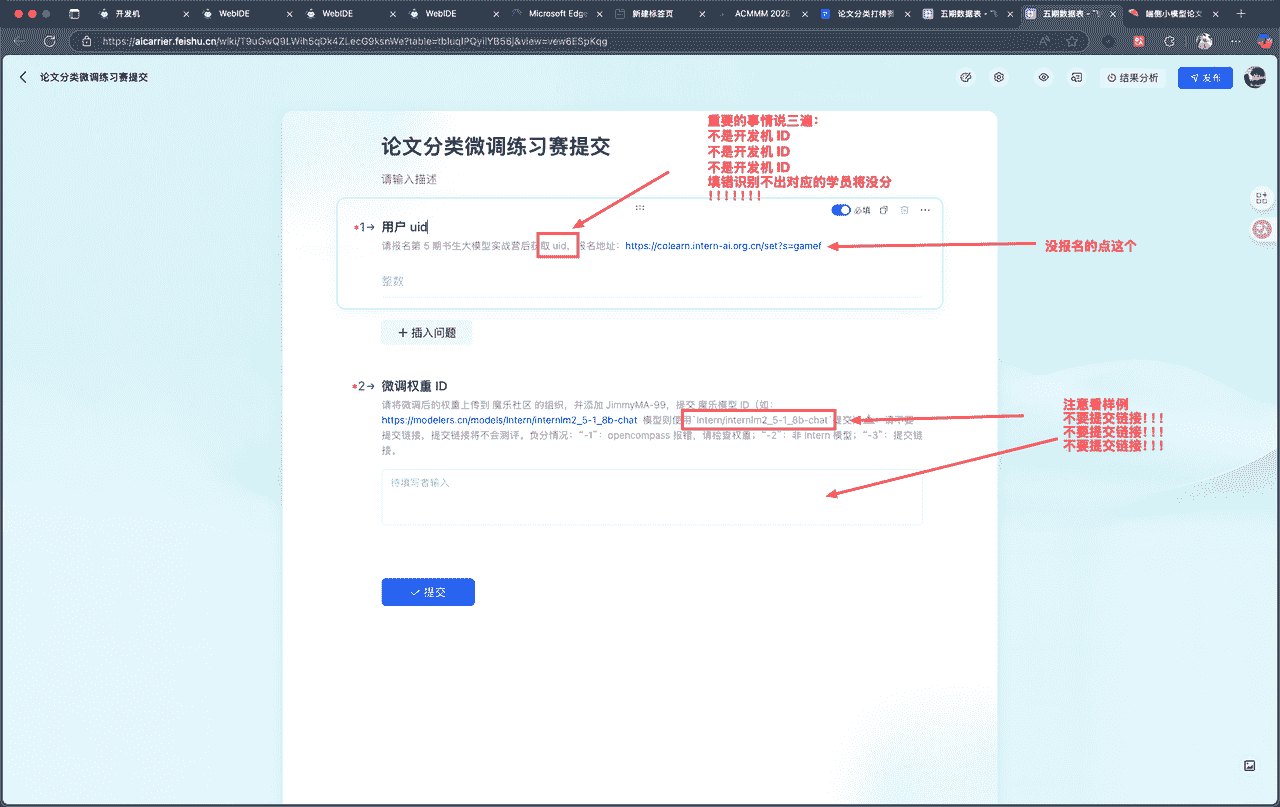 开发机
WebIDE
WebIDE
WebIDE
Microsoft Edge
新建标签页
ACMMM 2025
论文分类打榜赛
五期数据表 -
五期数据表 -
端侧小模型论文
https://aicarrier.feishu.cn/wiki/T9uGwQ9LWih5qDk4ZLecG9ksnWe?table=tbluqIPQyiIYB56j&view=vew6ESpKqg
论文分类微调练习赛提交
结果分析
发布
论文分类微调练习赛提交
请输入描述
重要的事情说三遍：
不是开发机 ID
不是开发机 ID
不是开发机 ID
填错识别不出对应的学员将没分
！！！！！！！
必填
*1→ 用户 uid
请报名第 5 期书生大模型实战营后获取 uid，报名地址：https://colearn.intern-ai.org.cn/set?s=gamef
没报名的点这个
整数
+ 插入问题
*2→ 微调权重 ID
请将微调后的权重上传到 魔乐社区 的组织，并添加 JimmyMA-99，提交 魔乐模型 ID（如：
https://modelers.cn/models/Intern/internlm2_5-1_8b-chat 模型则使用`Intern/internlm2_5-1_8b-chat`提交
提交链接，提交链接将不会测评，负分情况：“-1”：opencompass 报错，请检查权重；“-2”：非 Intern 模型；“-3”：提交链
接。
注意看样例
不要提交链接！！！
不要提交链接！！！
不要提交链接！！！
待填写者输入
提交